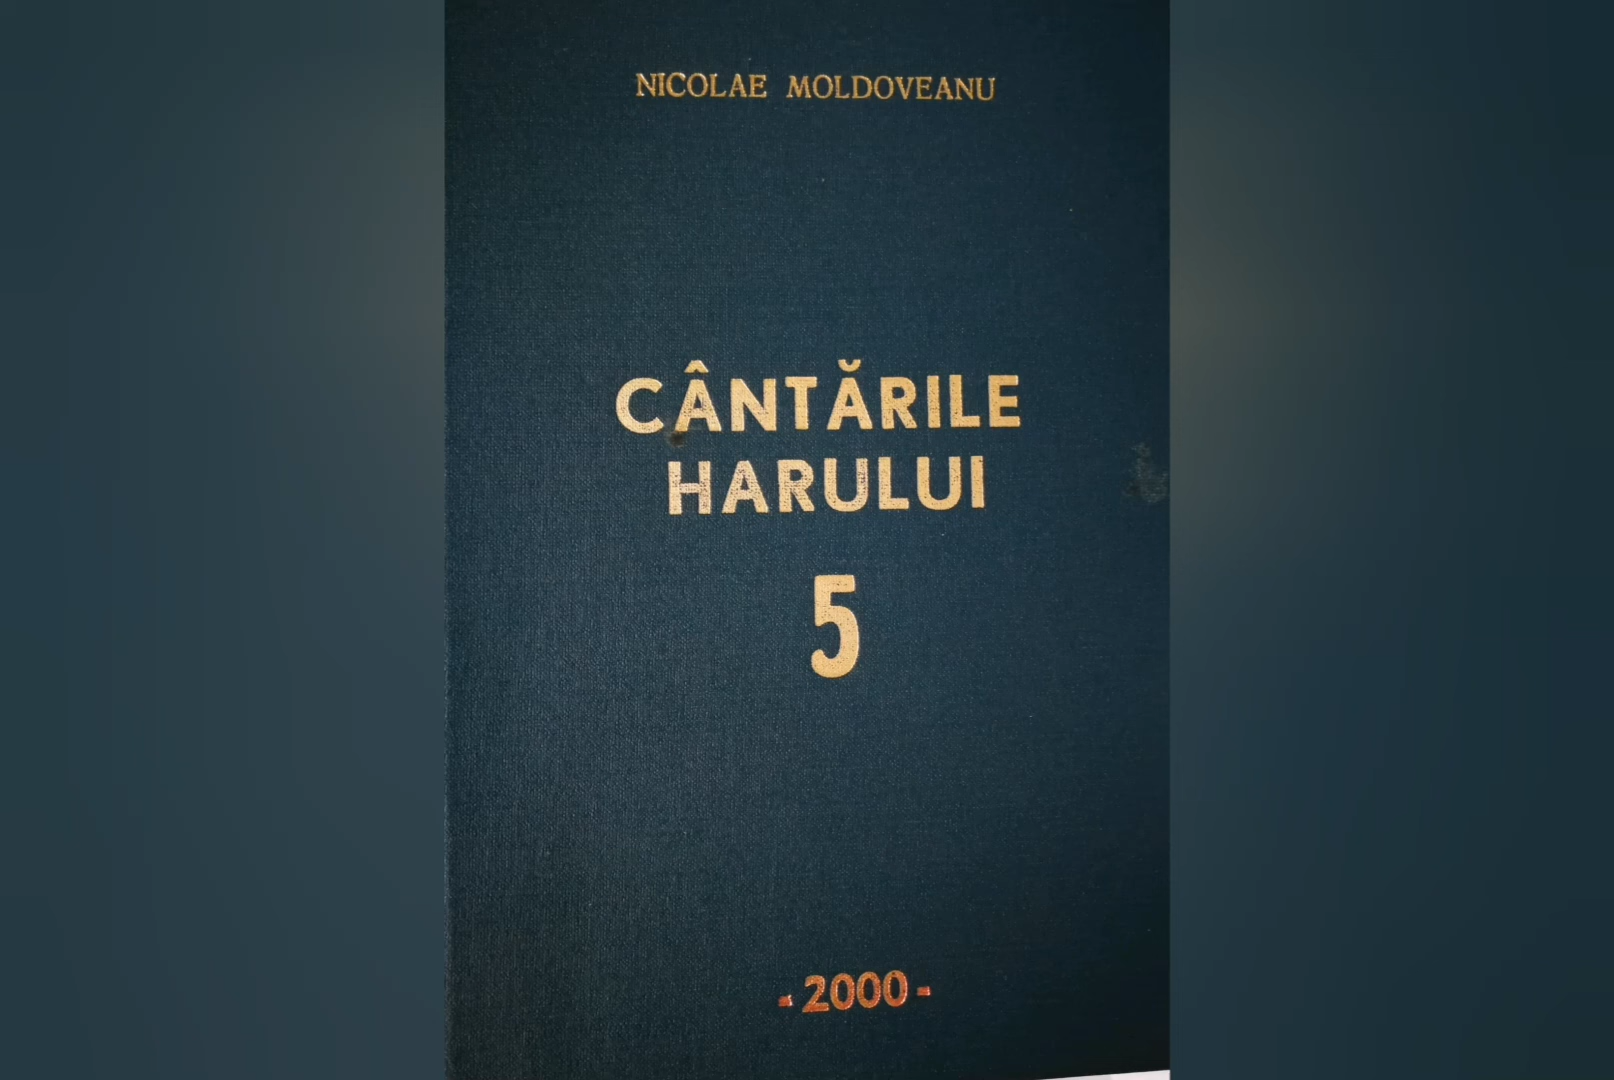 NICOLAE MOLDOVEANU
CÂNTĂRILE
HARULUI
5
- 2000 -